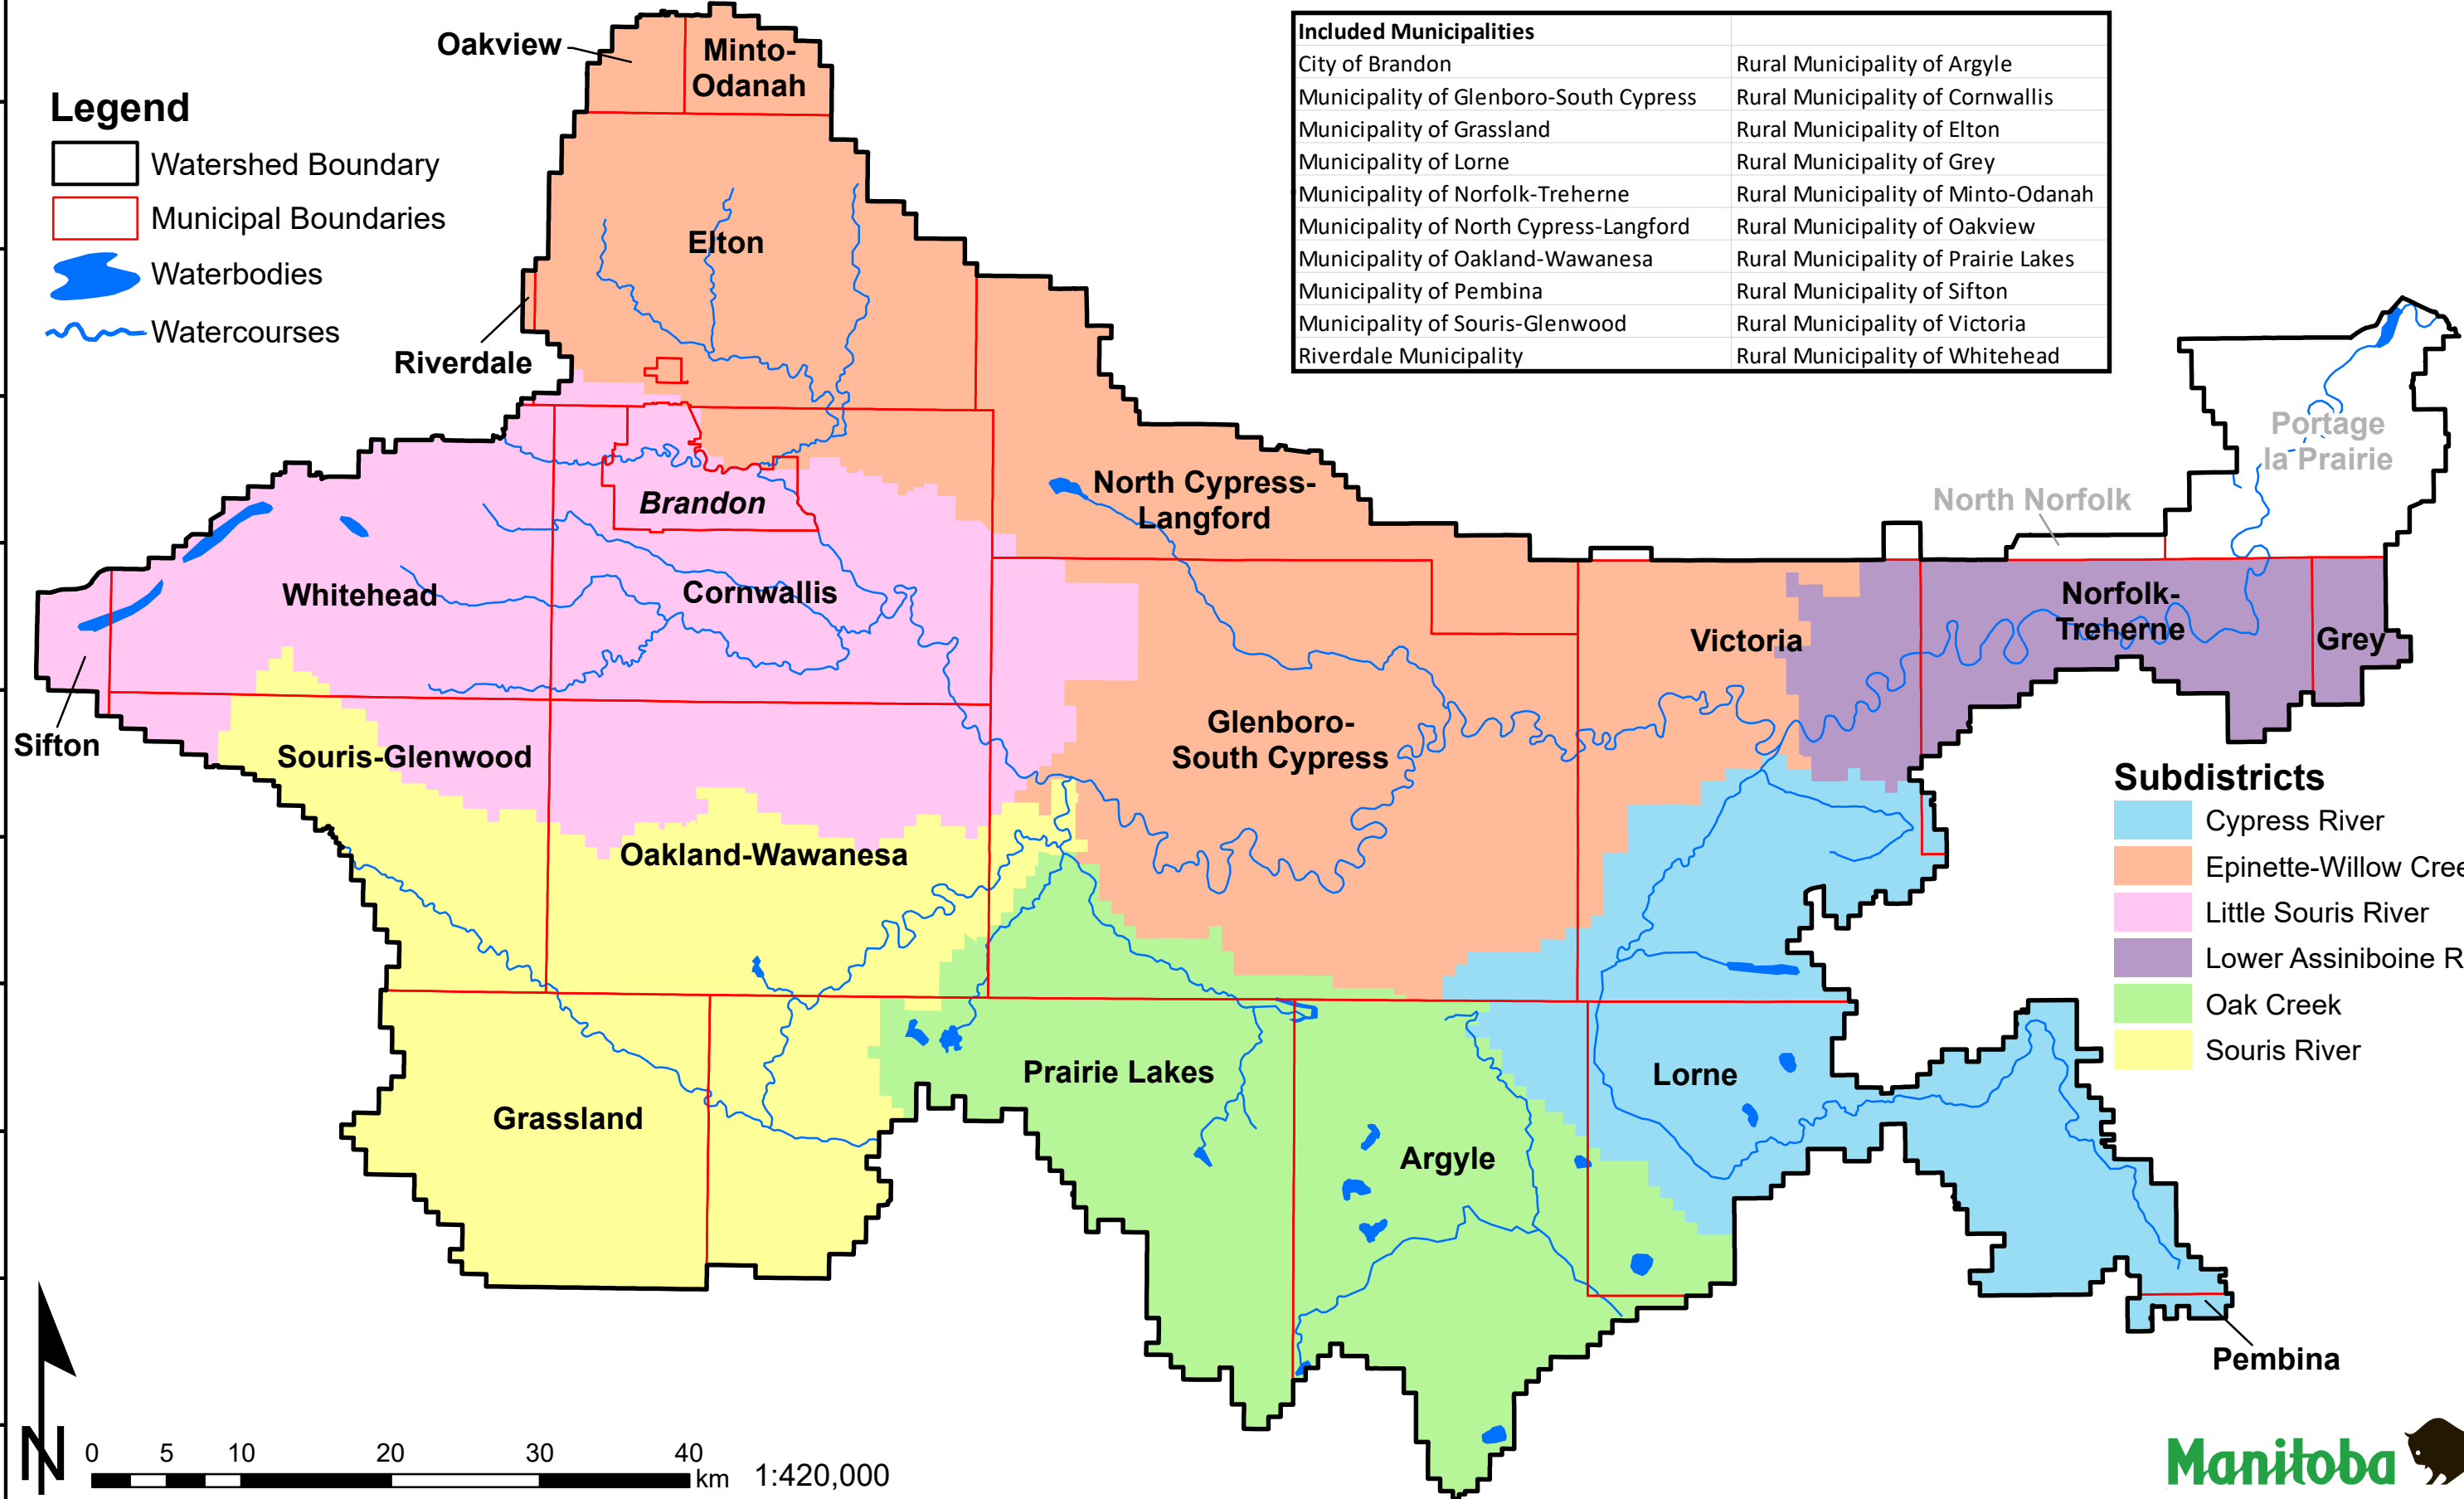 Oakview
Minto-
Odanah
Legend
Watershed Boundary
Municipal Boundaries
Waterbodies
Watercourses
Included Municipalities
City of Brandon Rural Municipality of Argyle
Municipality of Glenboro-South Cypress Rural Municipality of Cornwallis
Municipality of Grassland Rural Municipality of Elton
Municipality of Lorne Rural Municipality of Grey
Municipality of Norfolk-Treherne Rural Municipality of Minto-Odanah
Municipality of North Cypress-Langford Rural Municipality of Oakview
Municipality of Oakland-Wawanesa Rural Municipality of Prairie Lakes
Municipality of Pembina Rural Municipality of Sifton
Municipality of Souris-Glenwood Rural Municipality of Victoria
Riverdale Municipality Rural Municipality of Whitehead
Elton
Riverdale
Portage
la Prairie
North Norfolk
North Cypress-
Langford
Brandon
Whitehead
Cornwallis
Victoria
Norfolk-
Treherne
Grey
Sifton
Souris-Glenwood
Glenboro-
South Cypress
Oakland-Wawanesa
Subdistricts
Cypress River
Epinette-Willow Cree
Little Souris River
Lower Assiniboine R
Oak Creek
Souris River
Prairie Lakes
Lorne
Grassland
Argyle
Pembina
N
0 5 10 20 30 40
km 1:420,000
Manitoba